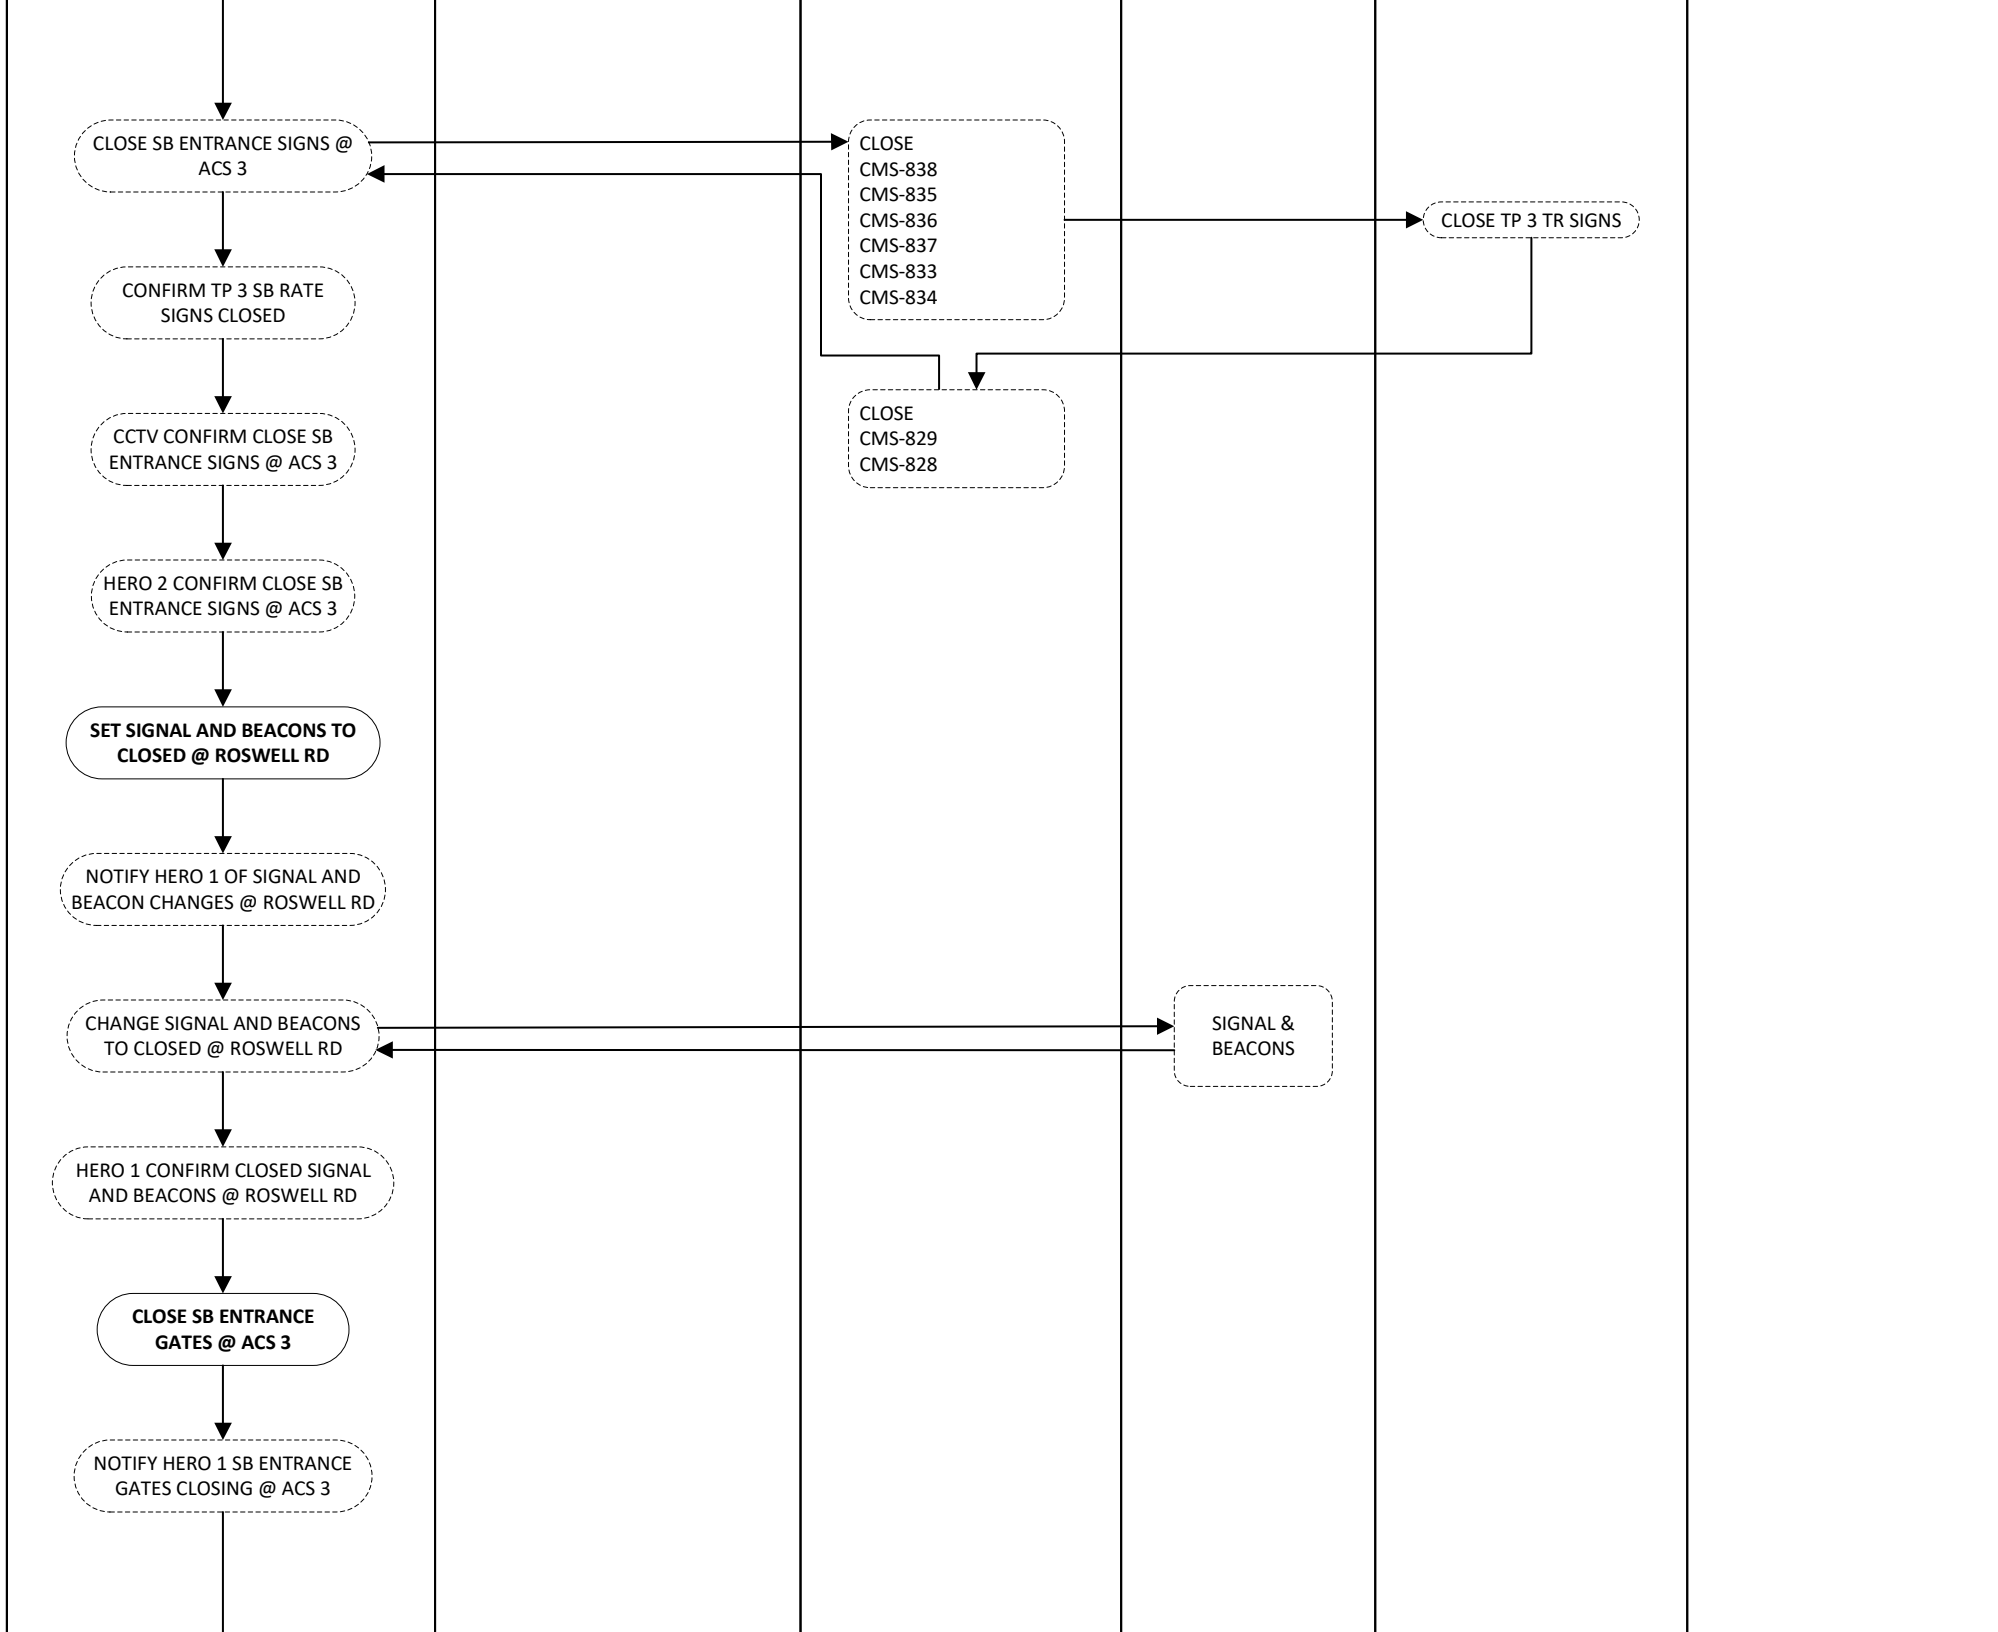 CLOSE SB ENTRANCE SIGNS @
ACS 3
CLOSE
CMS-838
CMS-835
CMS-836
CMS-837
CMS-833
CMS-834
CLOSE TP 3 TR SIGNS
CONFIRM TP 3 SB RATE
SIGNS CLOSED
CLOSE
CMS-829
CMS-828
CCTV CONFIRM CLOSE SB
ENTRANCE SIGNS @ ACS 3
HERO 2 CONFIRM CLOSE SB
ENTRANCE SIGNS @ ACS 3
SET SIGNAL AND BEACONS TO
CLOSED @ ROSWELL RD
NOTIFY HERO 1 OF SIGNAL AND
BEACON CHANGES @ ROSWELL RD
CHANGE SIGNAL AND BEACONS
TO CLOSED @ ROSWELL RD
SIGNAL &
BEACONS
HERO 1 CONFIRM CLOSED SIGNAL
AND BEACONS @ ROSWELL RD
CLOSE SB ENTRANCE
GATES @ ACS 3
NOTIFY HERO 1 SB ENTRANCE
GATES CLOSING @ ACS 3